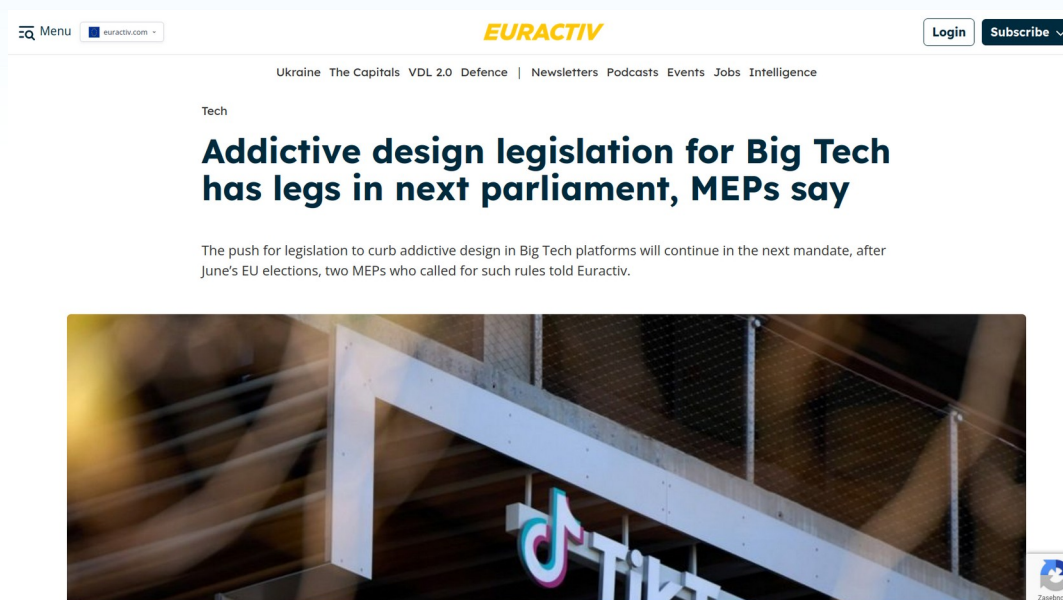 Menu
euractiv.com
EURACTIV
Login
Subscribe
Ukraine The Capitals VDL 2.0 Defence | Newsletters Podcasts Events Jobs Intelligence
Tech
Addictive design legislation for Big Tech
has legs in next parliament, MEPs say
The push for legislation to curb addictive design in Big Tech platforms will continue in the next mandate, after
June's EU elections, two MEPs who called for such rules told Euractiv.
TikT